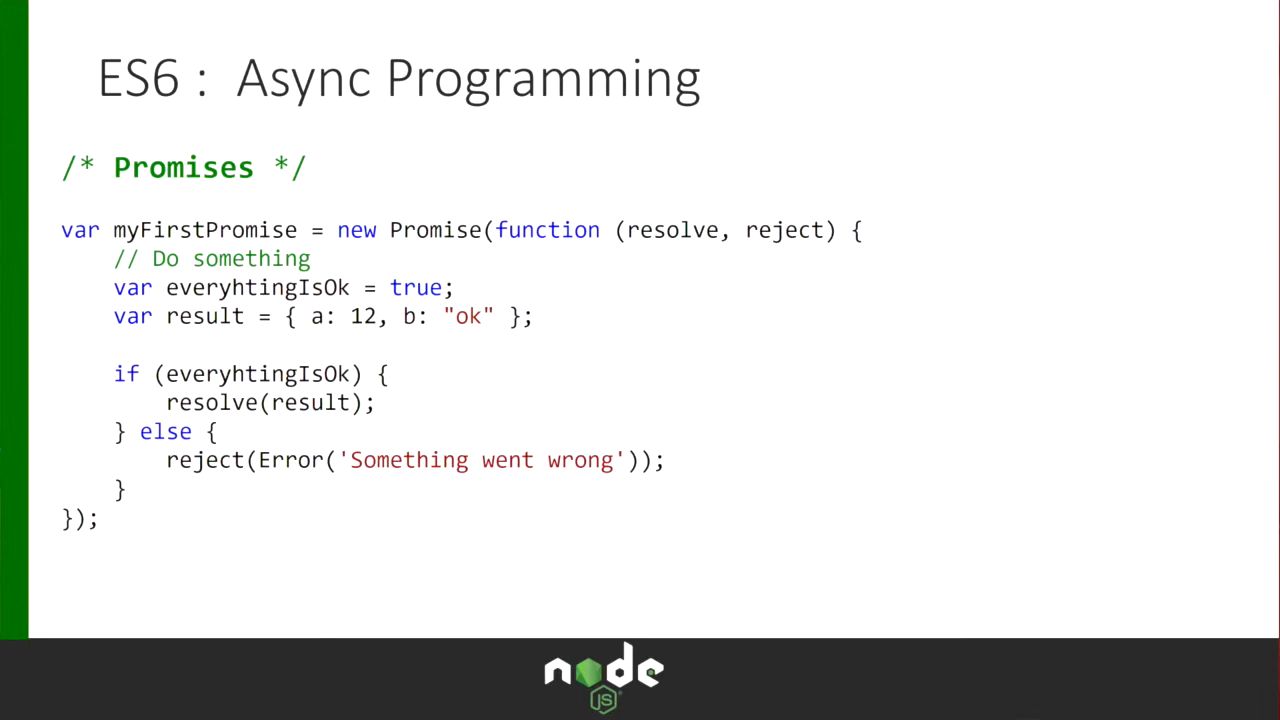 ES6 : Async Programming
/* Promises */
var myFirstPromise = new Promise(function (resolve, reject) {
    // Do something
    var everyhtingIsOk = true;
    var result = { a: 12, b: "ok" };
    if (everyhtingIsOk) {
        resolve(result);
    } else {
        reject(Error('Something went wrong'));
    }
});
node
JS